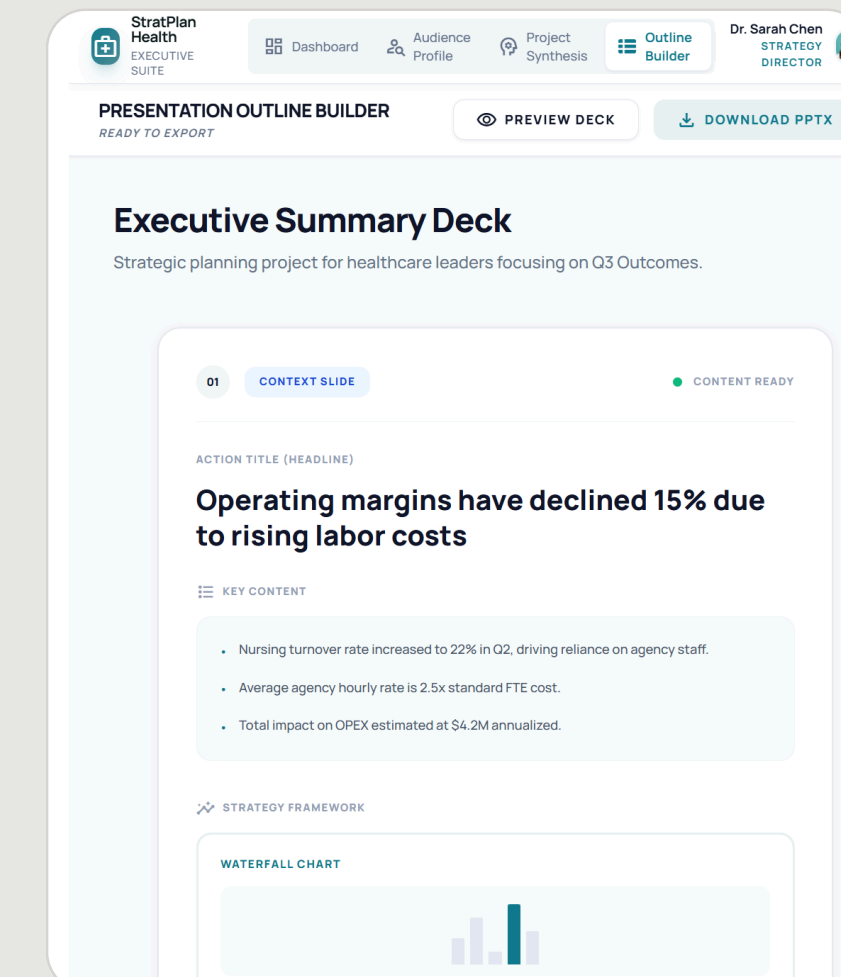 StratPlan
Health
EXECUTIVE
SUITE
Dashboard
Audience
Profile
Project
Synthesis
Outline
Builder
Dr. Sarah Chen
STRATEGY
DIRECTOR
PRESENTATION OUTLINE BUILDER
READY TO EXPORT
PREVIEW DECK
DOWNLOAD PPTX
Executive Summary Deck
Strategic planning project for healthcare leaders focusing on Q3 Outcomes.
01
CONTEXT SLIDE
CONTENT READY
ACTION TITLE (HEADLINE)
Operating margins have declined 15% due
to rising labor costs
KEY CONTENT
• Nursing turnover rate increased to 22% in Q2, driving reliance on agency staff.
• Average agency hourly rate is 2.5x standard FTE cost.
• Total impact on OPEX estimated at $4.2M annualized.
STRATEGY FRAMEWORK
WATERFALL CHART